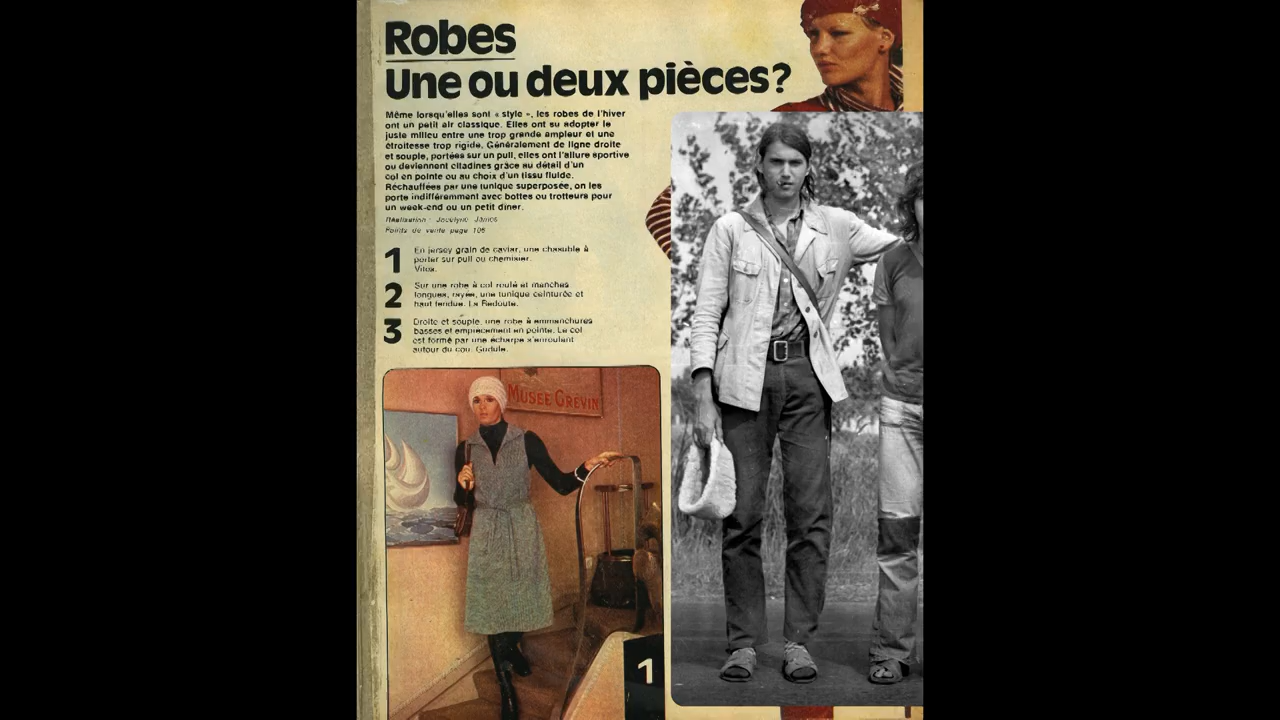 Robes
Une ou deux pièces?
Même lorsqu'elles sont « style », les robes de l'hiver
ont un petit air classique. Elles ont su adopter le
juste milieu entre une trop grande ampleur et une
étroitesse trop rigide. Généralement de ligne droite
et souple, portées sur un pull, elles ont l'allure sportive
ou deviennent citadines grâce au détail d'un
col en pointe ou au choix d'un tissu fluide.
Réchauffées par une tunique superposée, on les
porte indifféremment avec bottes ou trotteurs pour
un week-end ou un petit dîner.
Réalisation : Jocelyne James
Points de vente page 106
1
En jersey grain de caviar, une chasuble à
porter sur pull ou chemisier.
Vitos.
2
Sur une robe à col roulé et manches
longues, rayée, une tunique ceinturée et
haut fendue. La Redoute.
3
Droite et souple, une robe à emmanchures
basses et empiècement en pointe. Le col
est formé par une écharpe s'enroulant
autour du cou. Gudule.
MUSEE GREVIN
1